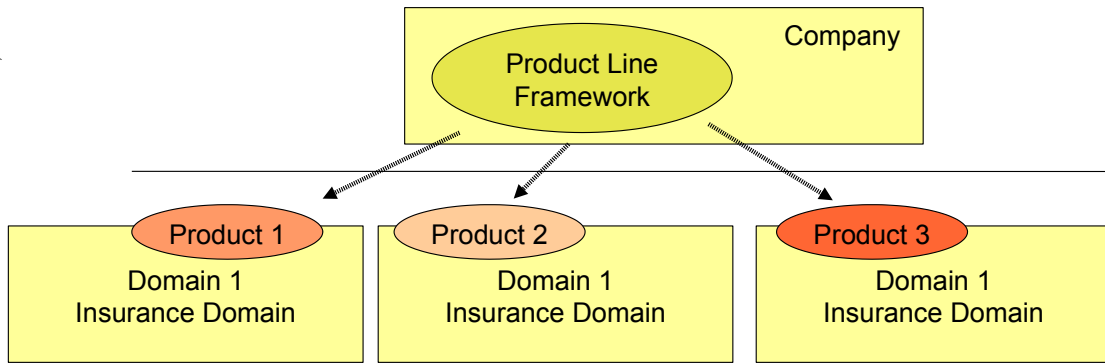 Company
Product Line
Framework
Product 1
Product 2
Product 3
Domain 1
Insurance Domain
Domain 1
Insurance Domain
Domain 1
Insurance Domain